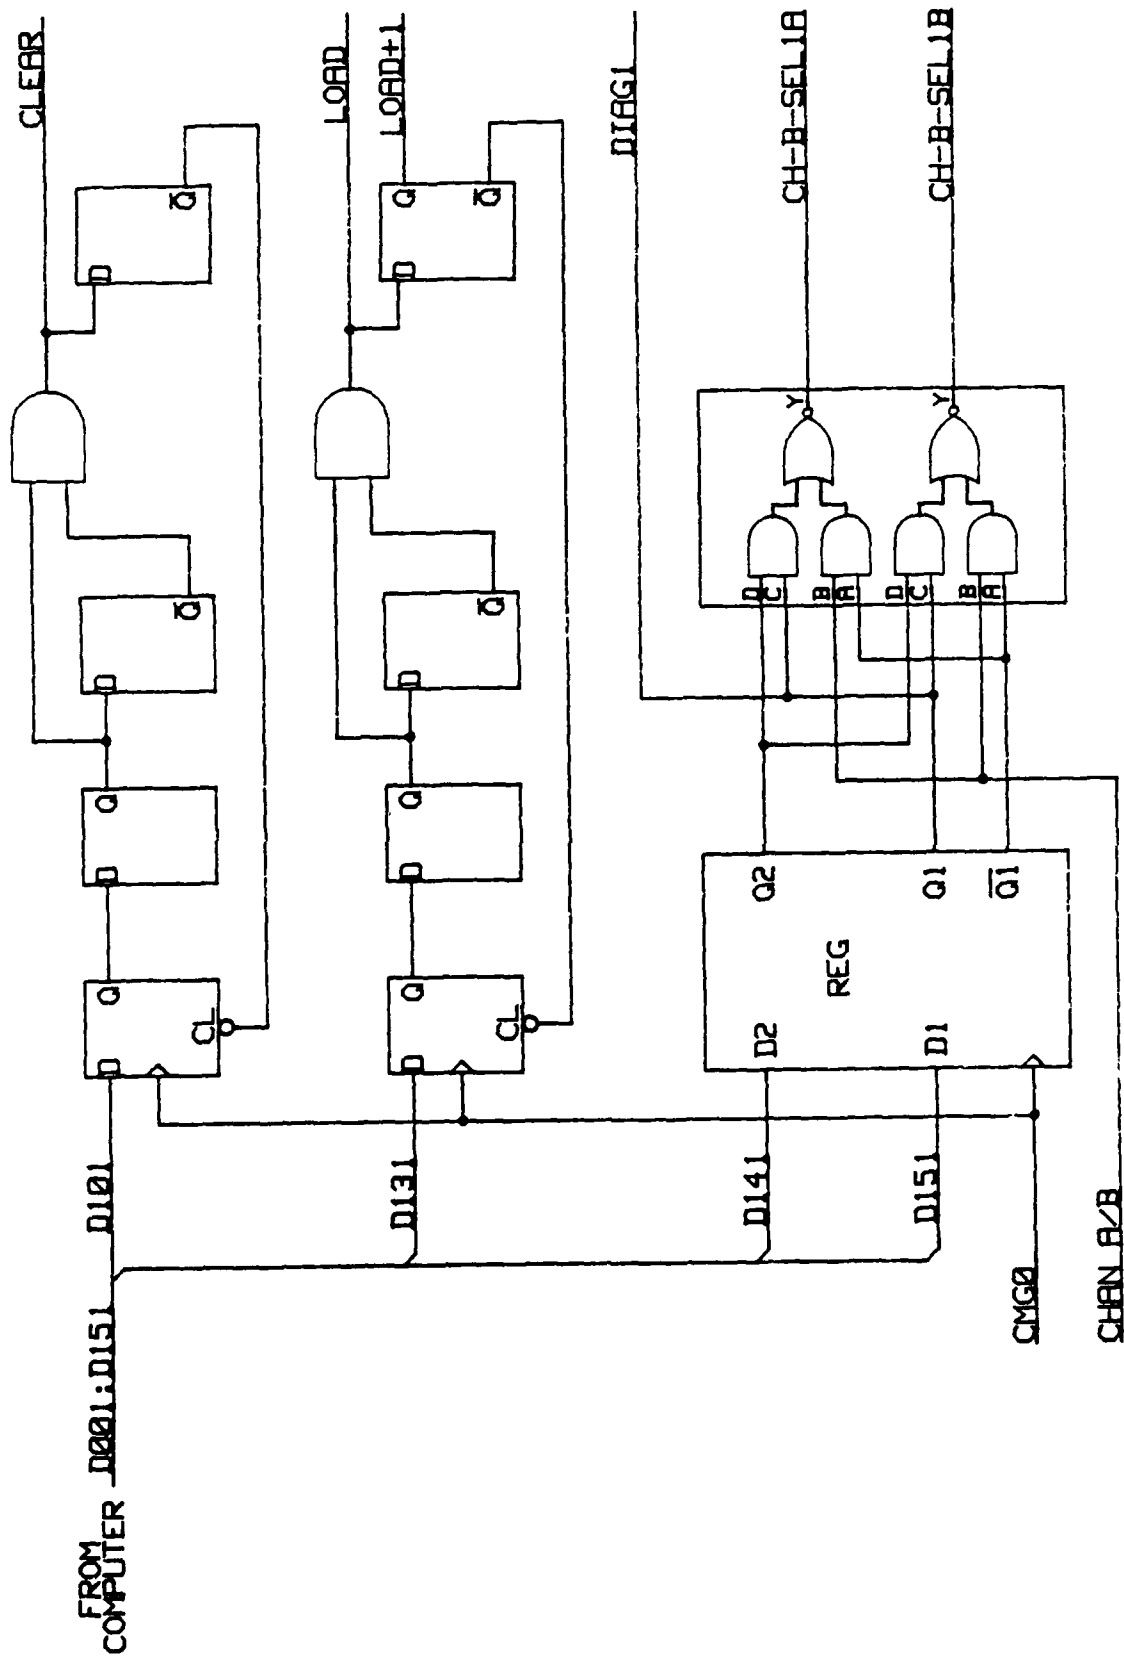 FROM
COMPUTER
D001:D151
D101
D
Q
CL
D
Q
D
Q̅
D
Q̅
CLEAR
D131
D
Q
CL
D
Q
D
Q̅
D
Q
Q̅
LOAD
LOAD+1
DIAG1
D141
D151
D2
D1
REG
Q2
Q1
Q̅1̅
D
C
B
A
D
C
B
A
Y
Y
CH-B-SEL1A
CH-B-SEL1B
CMG0
CHAN A/B